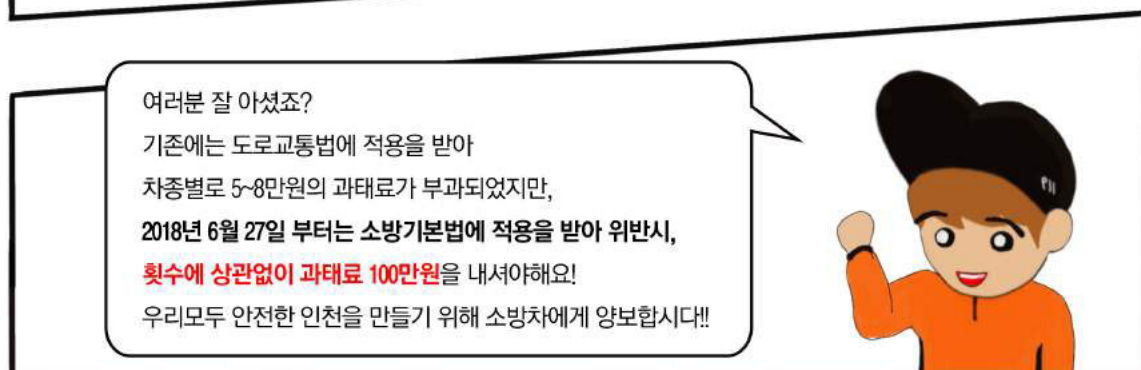 여러분 잘 아셨죠?
기존에는 도로교통법에 적용을 받아
차종별로 5~8만원의 과태료가 부과되었지만,
2018년 6월 27일 부터는 소방기본법에 적용을 받아 위반시,
횟수에 상관없이 과태료 100만원을 내셔야해요!
우리모두 안전한 인천을 만들기 위해 소방차에게 양보합시다!!